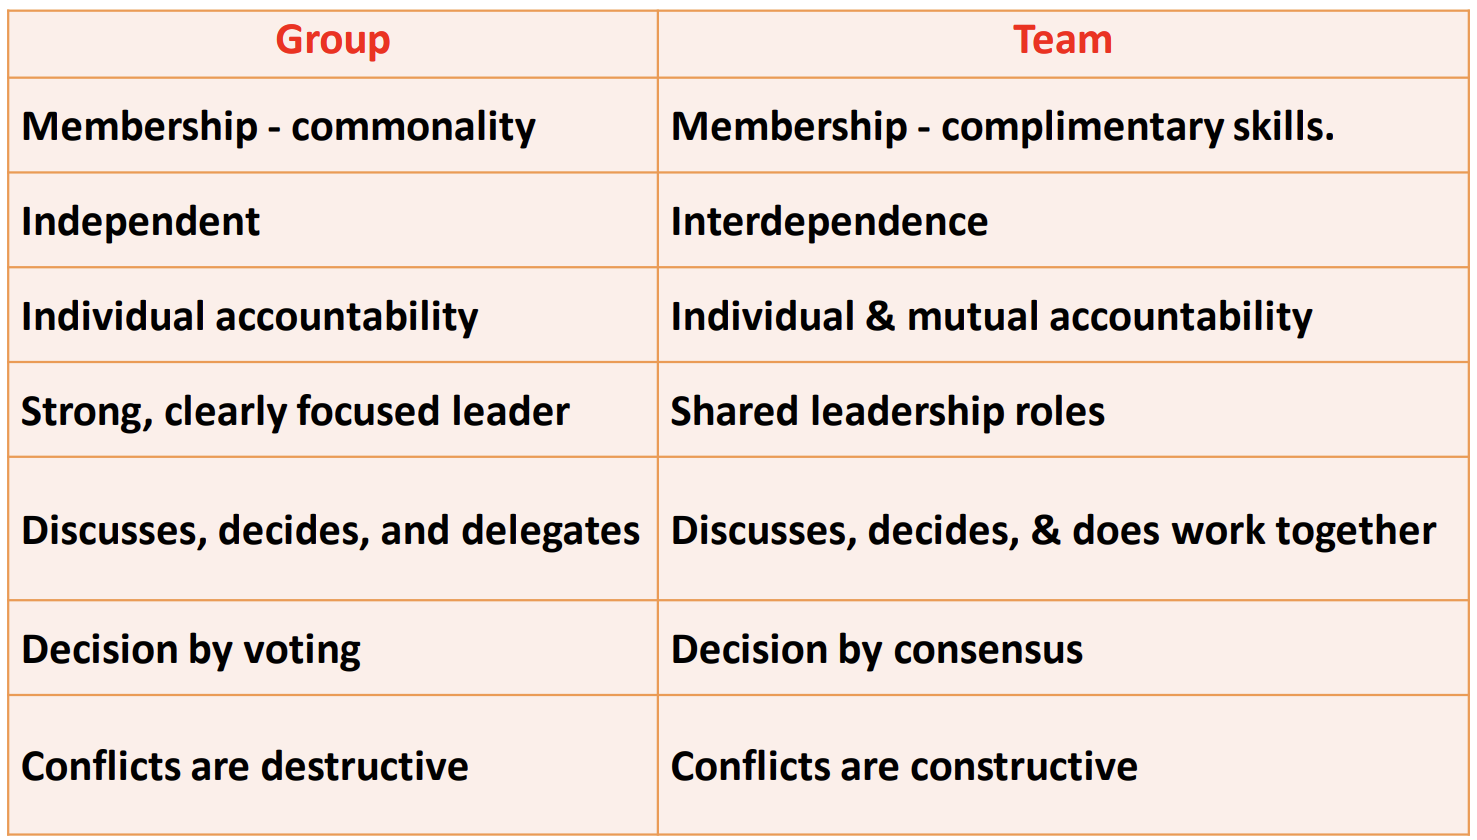 Group
Team
Membership - commonality
Membership - complimentary skills.
Independent
Interdependence
Individual accountability
Individual & mutual accountability
Strong, clearly focused leader
Shared leadership roles
Discusses, decides, and delegates
Discusses, decides, & does work together
Decision by voting
Decision by consensus
Conflicts are destructive
Conflicts are constructive